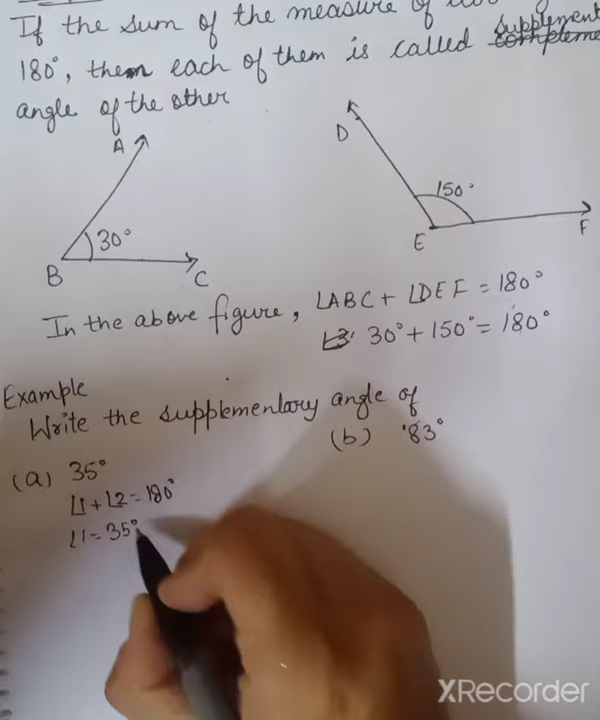 If the sum of the measure of
180°, then each of them is called supplement
angle of the other
A
30°
B
C
D
150°
E
F
In the above figure, ∠ABC + ∠DEF = 180°
30° + 150° = 180°
Example
Write the supplementary angle of
(a) 35°
(b) 83°
∠1 + ∠2 = 180°
∠1 = 35°
XRecorder